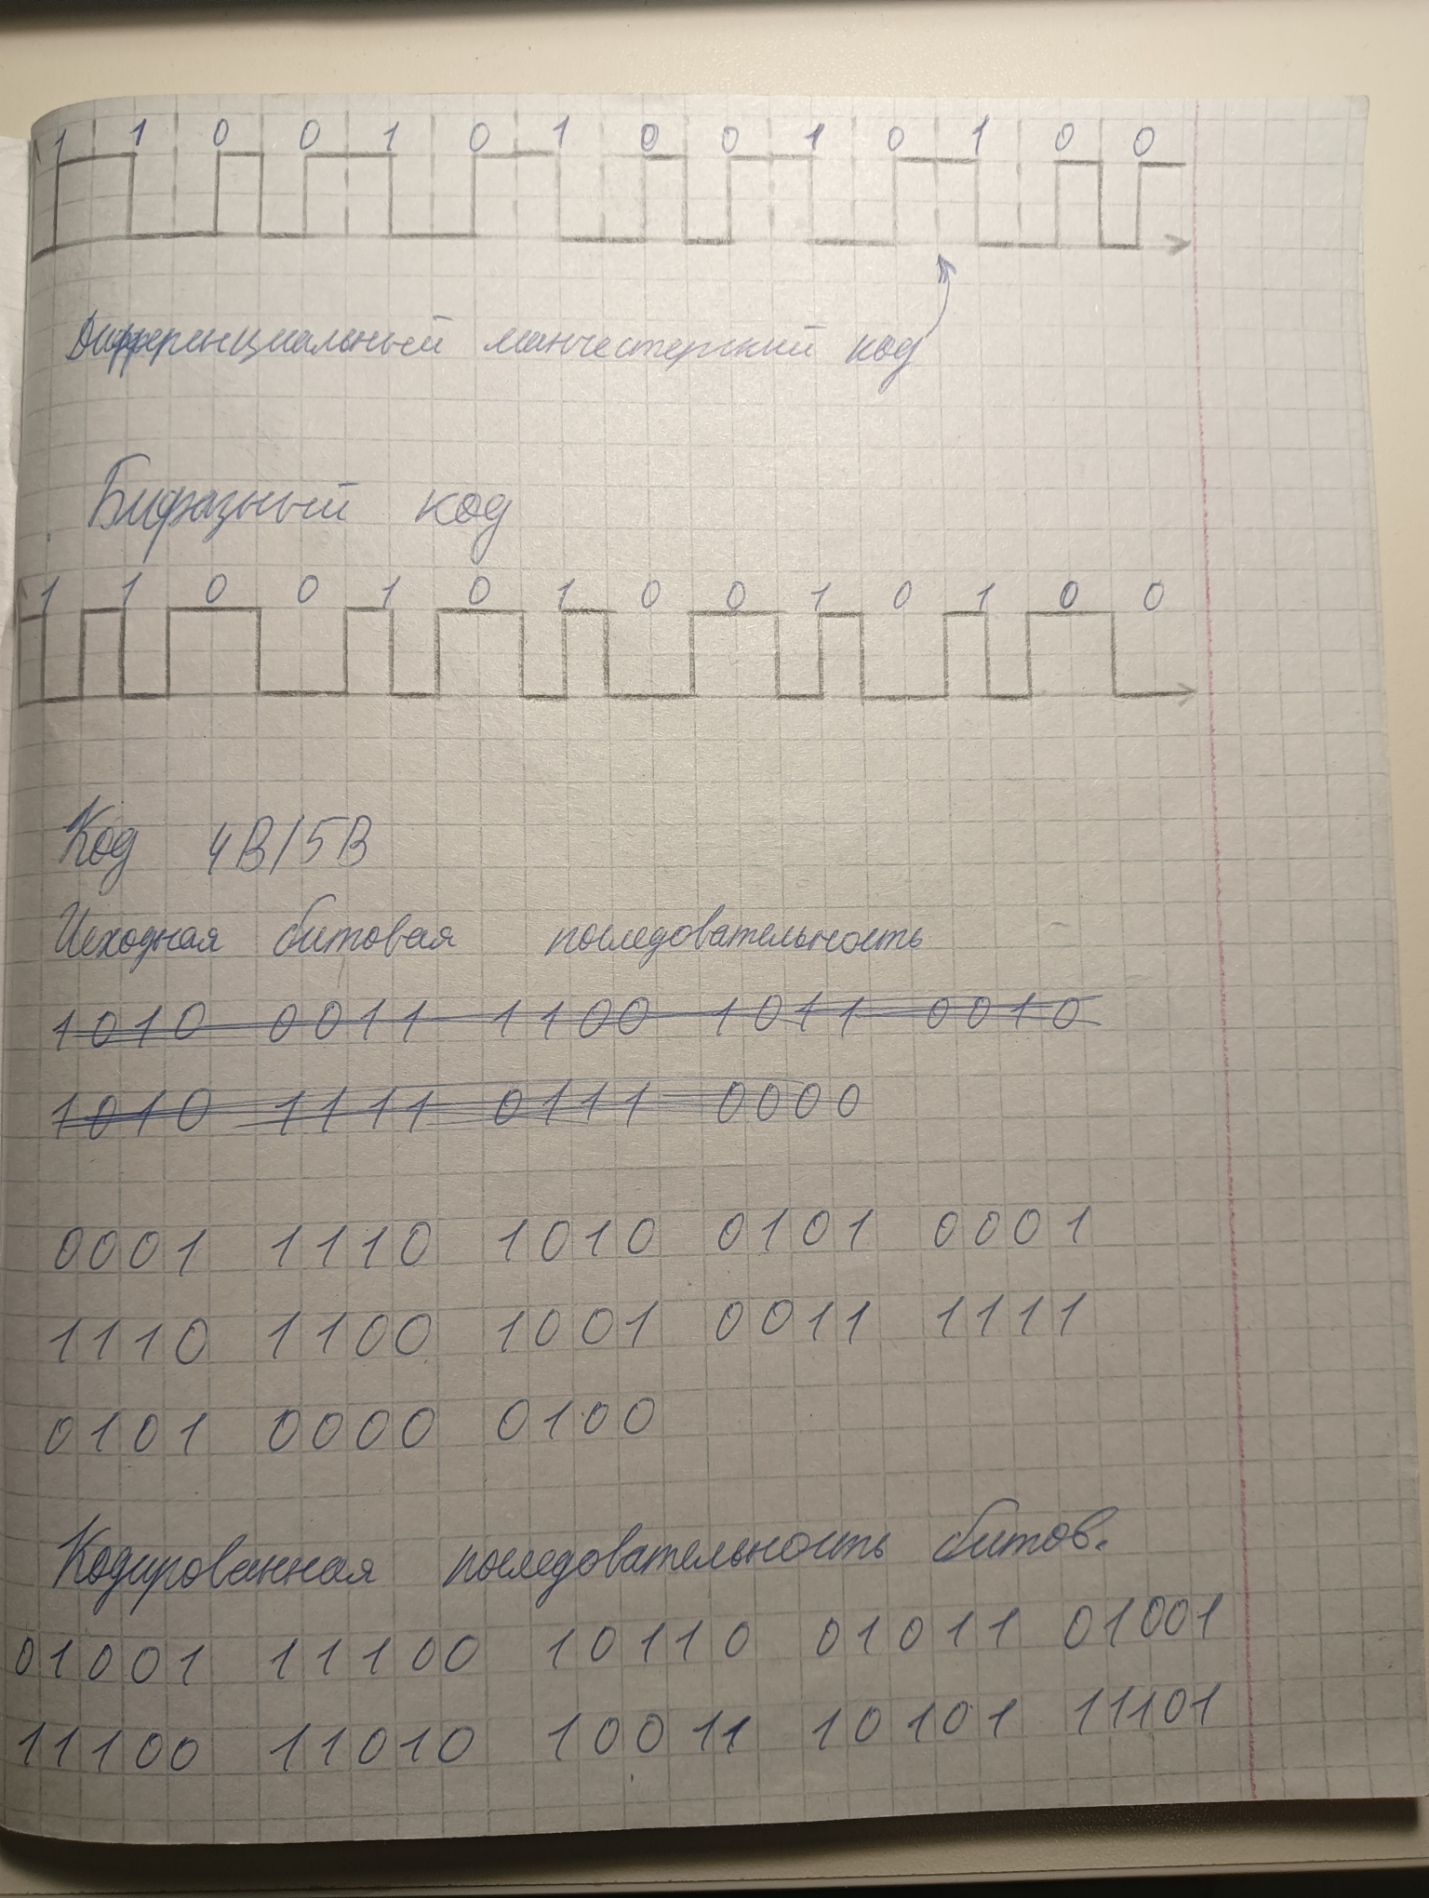 1 1 0 0 1 0 1 0 0 1 0 1 0 0
Дифференциальный манчестерский код
Бифазный код
1 1 0 0 1 0 1 0 0 1 0 1 0 0
Код 4B/5B
Исходная битовая последовательность
1010 0011 1100 1011 0010
1010 1111 0111 0000
0001 1110 1010 0101 0001
1110 1100 1001 0011 1111
0101 0000 0100
Кодированная последовательность битов.
01001 11100 10110 01011 01001
11100 11010 10011 10101 11101